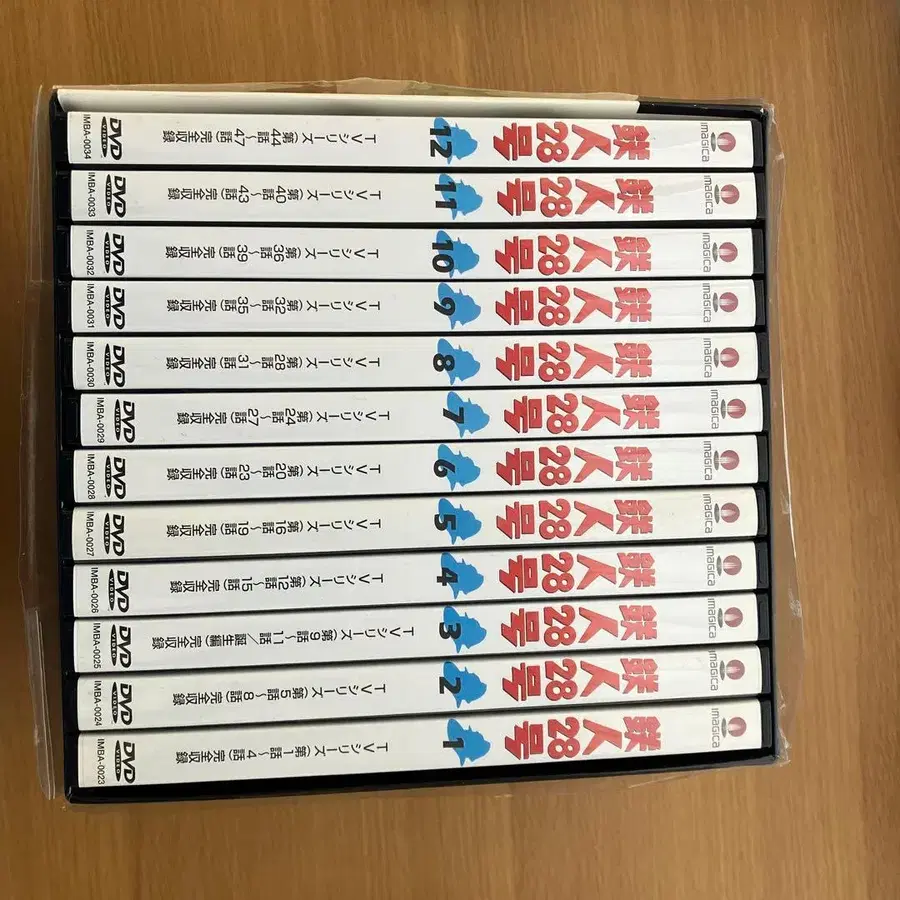 imagica
鉄人28号
1
TVシリーズ(第1話〜4話)完全収録
DVD
VIDEO
IMBA-0023
imagica
鉄人28号
2
TVシリーズ(第5話〜8話)完全収録
DVD
VIDEO
IMBA-0024
imagica
鉄人28号
3
TVシリーズ(第9話〜11話 誕生編)完全収録
DVD
VIDEO
IMBA-0025
imagica
鉄人28号
4
TVシリーズ(第12話〜15話)完全収録
DVD
VIDEO
IMBA-0026
imagica
鉄人28号
5
TVシリーズ(第16話〜19話)完全収録
DVD
VIDEO
IMBA-0027
imagica
鉄人28号
6
TVシリーズ(第20話〜23話)完全収録
DVD
VIDEO
IMBA-0028
imagica
鉄人28号
7
TVシリーズ(第24話〜27話)完全収録
DVD
VIDEO
IMBA-0029
imagica
鉄人28号
8
TVシリーズ(第28話〜31話)完全収録
DVD
VIDEO
IMBA-0030
imagica
鉄人28号
9
TVシリーズ(第32話〜35話)完全収録
DVD
VIDEO
IMBA-0031
imagica
鉄人28号
10
TVシリーズ(第36話〜39話)完全収録
DVD
VIDEO
IMBA-0032
imagica
鉄人28号
11
TVシリーズ(第40話〜43話)完全収録
DVD
VIDEO
IMBA-0033
imagica
鉄人28号
12
TVシリーズ(第44話〜47話)完全収録
DVD
VIDEO
IMBA-0034